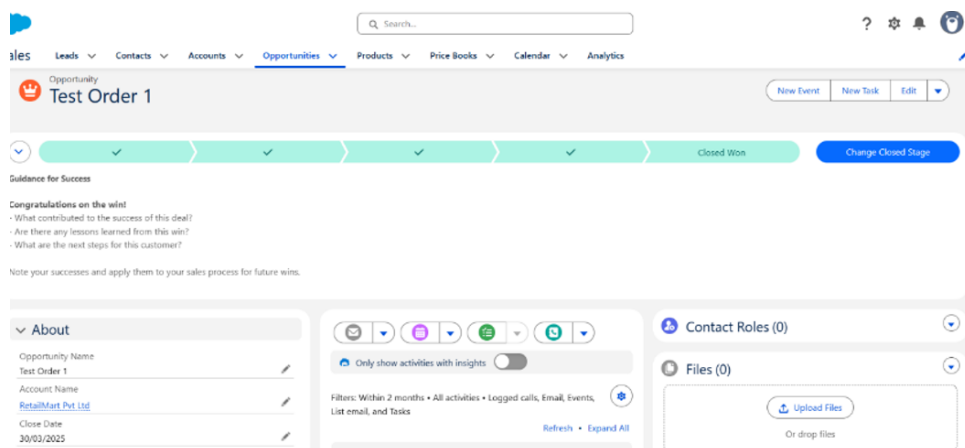 Search...
ales Leads Contacts Accounts Opportunities Products Price Books Calendar Analytics
Opportunity
Test Order 1
New Event New Task Edit
Closed Won
Change Closed Stage
Guidance for Success
Congratulations on the win!
- What contributed to the success of this deal?
- Are there any lessons learned from this win?
- What are the next steps for this customer?
Note your successes and apply them to your sales process for future wins.
About
Opportunity Name
Test Order 1
Account Name
RetailMart Pvt Ltd
Close Date
30/03/2025
Only show activities with insights
Filters: Within 2 months • All activities • Logged calls, Email, Events,
List email, and Tasks
Refresh • Expand All
Contact Roles (0)
Files (0)
Upload Files
Or drop files